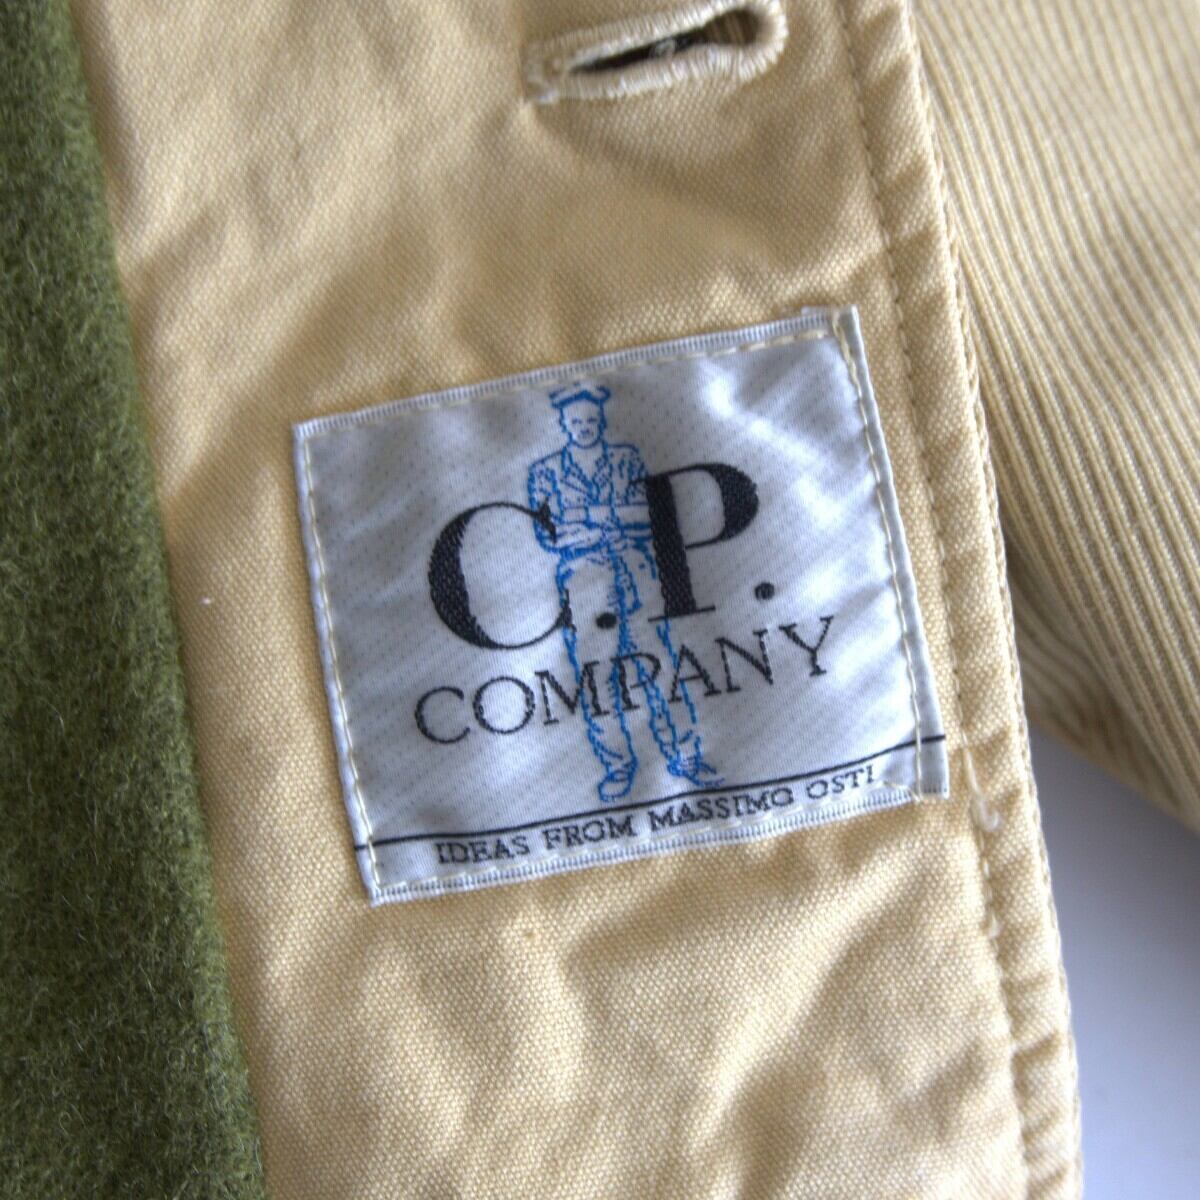 C.P.
COMPANY
IDEAS FROM MASSIMO OSTI